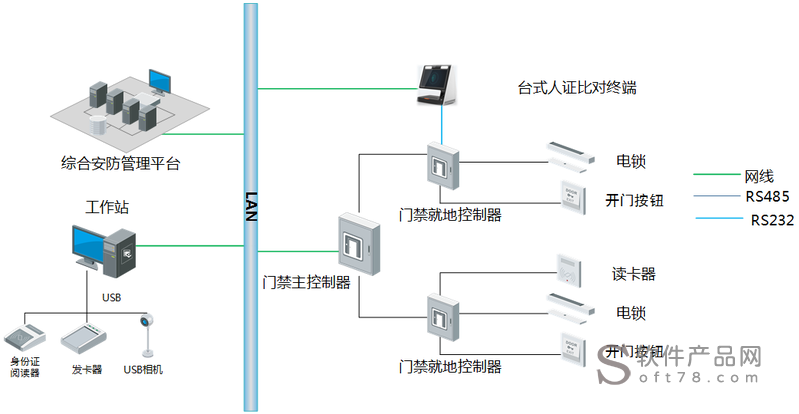 台式人证比对终端
综合安防管理平台
电锁
网线
工作站
LAN
开门按钮
RS485
门禁就地控制器
RS232
门禁主控制器
读卡器
USB
电锁
身份证
阅读器
发卡器
USB相机
门禁就地控制器
开门按钮
软件产品网
Soft78.com